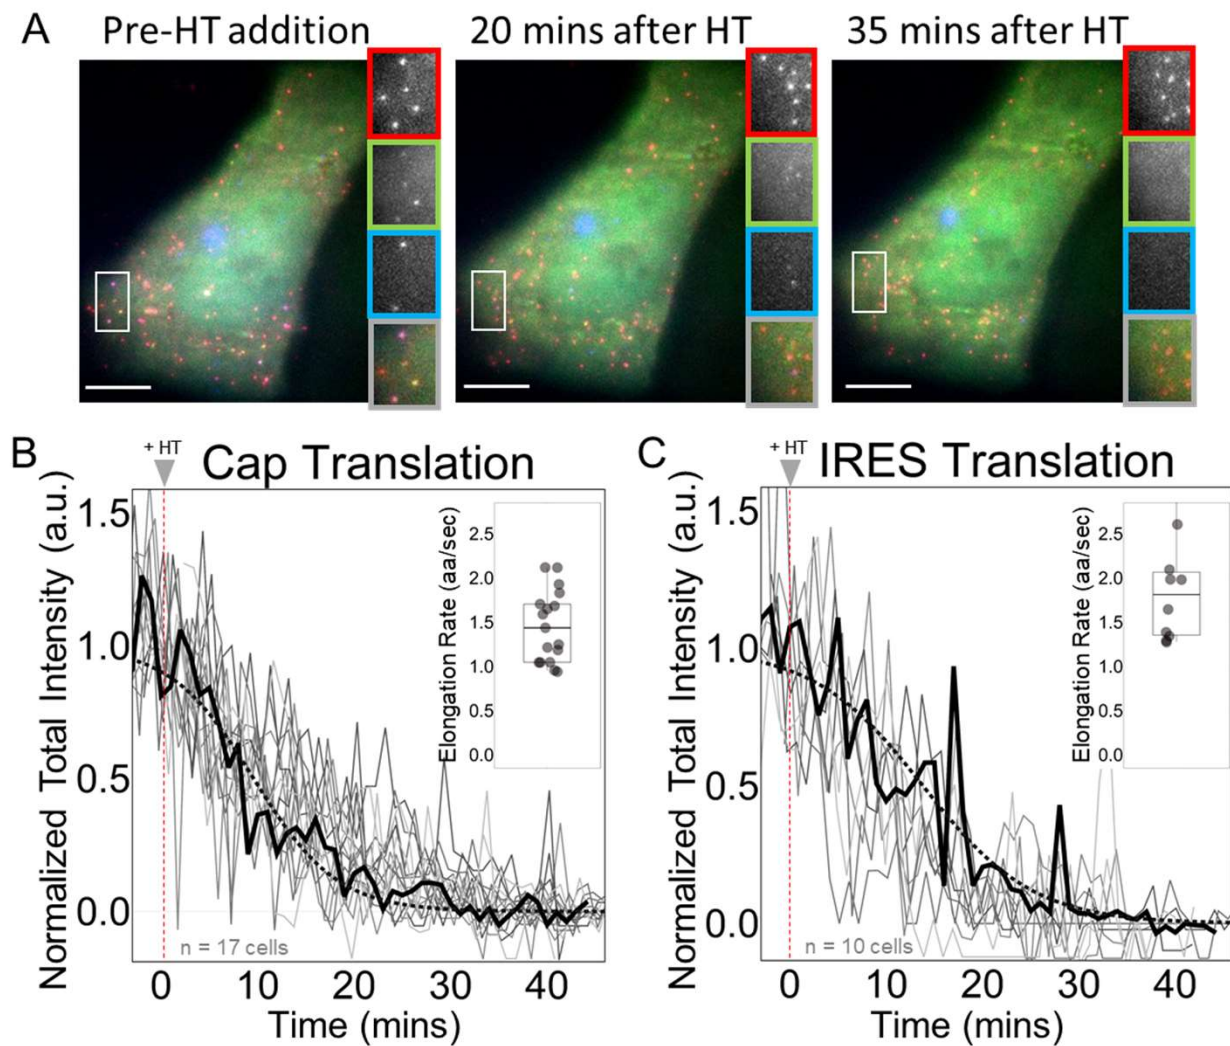 A
Pre-HT addition
20 mins after HT
35 mins after HT
B
+ HT
Cap Translation
Normalized Total Intensity (a.u.)
1.5
1.0
0.5
0.0
n = 17 cells
0
10
20
30
40
Time (mins)
Elongation Rate (aa/sec)
2.5
2.0
1.5
1.0
0.5
0.0
C
+ HT
IRES Translation
Normalized Total Intensity (a.u.)
1.5
1.0
0.5
0.0
n = 10 cells
0
10
20
30
40
Time (mins)
Elongation Rate (aa/sec)
2.5
2.0
1.5
1.0
0.5
0.0